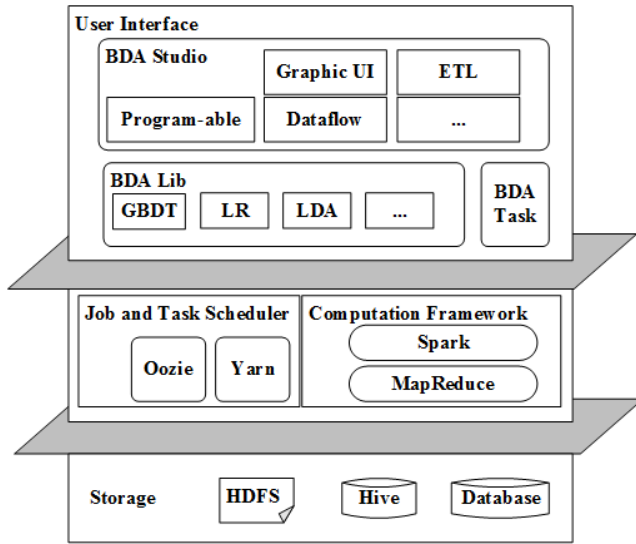 User Interface
BDA Studio
Graphic UI
ETL
Program-able
Dataflow
...
BDA Lib
GBDT
LR
LDA
...
BDA
Task
Job and Task Scheduler
Oozie
Yarn
Computation Framework
Spark
MapReduce
Storage
HDFS
Hive
Database